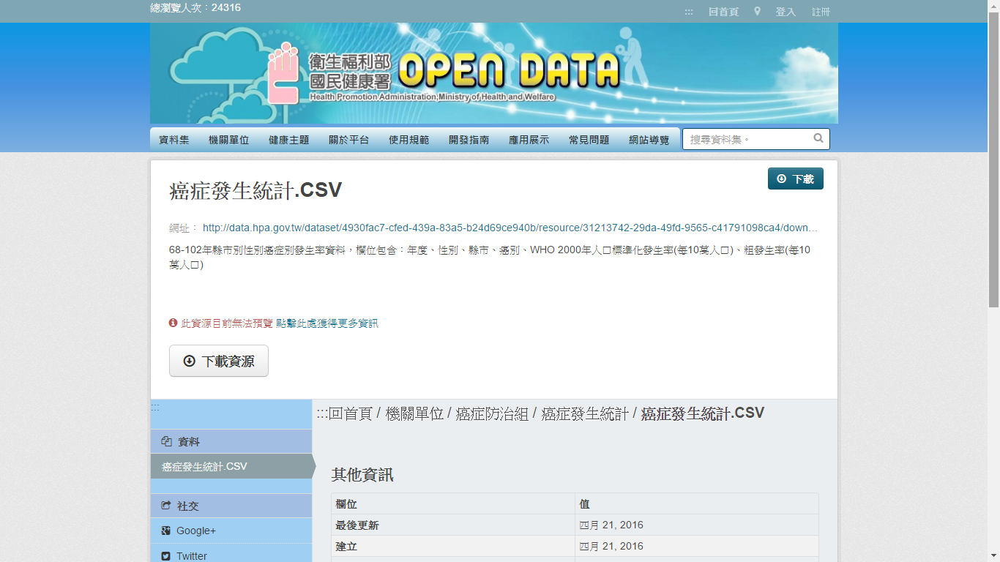 總瀏覽人次：24316
::: 回首頁 登入 註冊
衛生福利部
國民健康署
OPEN DATA
Health Promotion Administration,Ministry of Health and Welfare
資料集 機關單位 健康主題 關於平台 使用規範 開發指南 應用展示 常見問題 網站導覽 搜尋資料集。
癌症發生統計.CSV
下載
網址： http://data.hpa.gov.tw/dataset/4930fac7-cfed-439a-83a5-b24d69ce940b/resource/31213742-29da-49fd-9565-c41791098ca4/down...
68-102年縣市別性別癌症別發生率資料，欄位包含：年度、性別、縣市、癌別、WHO 2000年人口標準化發生率(每10萬人口)、粗發生率(每10
萬人口)
此資源目前無法預覽 點擊此處獲得更多資訊
下載資源
:::
資料
癌症發生統計.CSV
社交
Google+
Twitter
:::回首頁 / 機關單位 / 癌症防治組 / 癌症發生統計 / 癌症發生統計.CSV
其他資訊
欄位 值
最後更新 四月 21, 2016
建立 四月 21, 2016